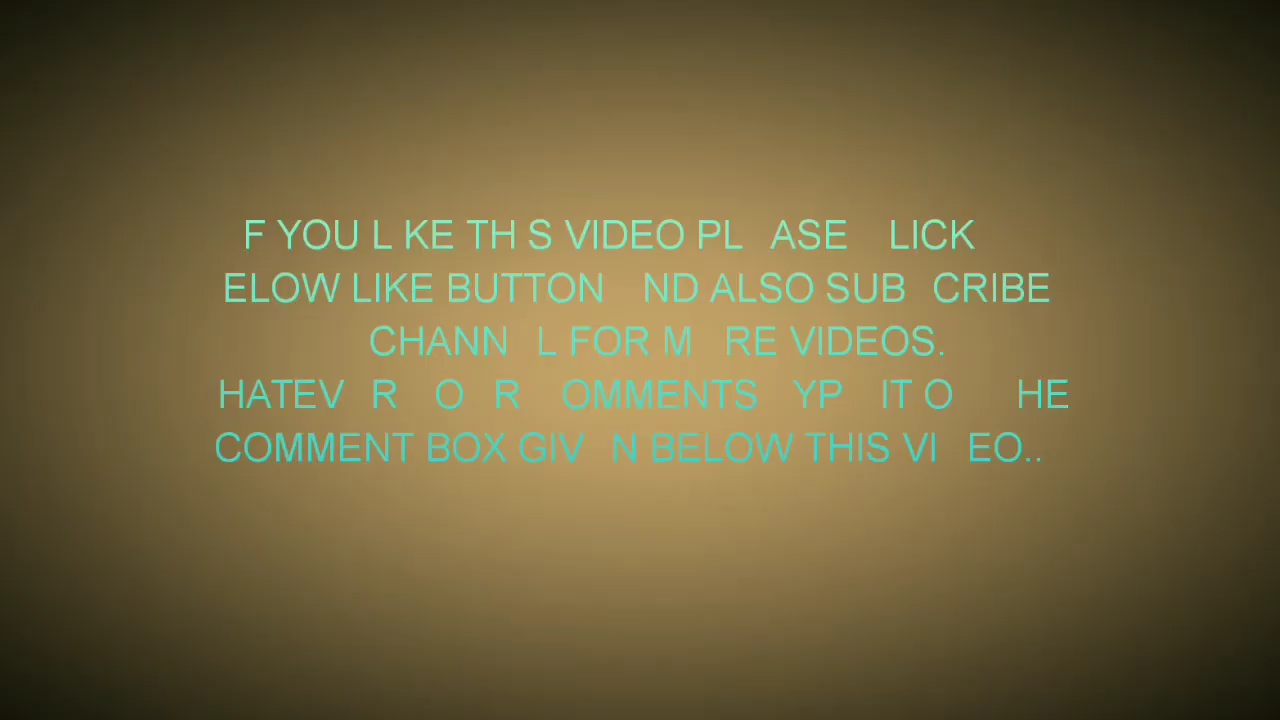 F YOU L KE TH S VIDEO PL ASE LICK
ELOW LIKE BUTTON ND ALSO SUB CRIBE
CHANN L FOR M RE VIDEOS.
HATEV R O R OMMENTS YP IT O HE
COMMENT BOX GIV N BELOW THIS VI EO..